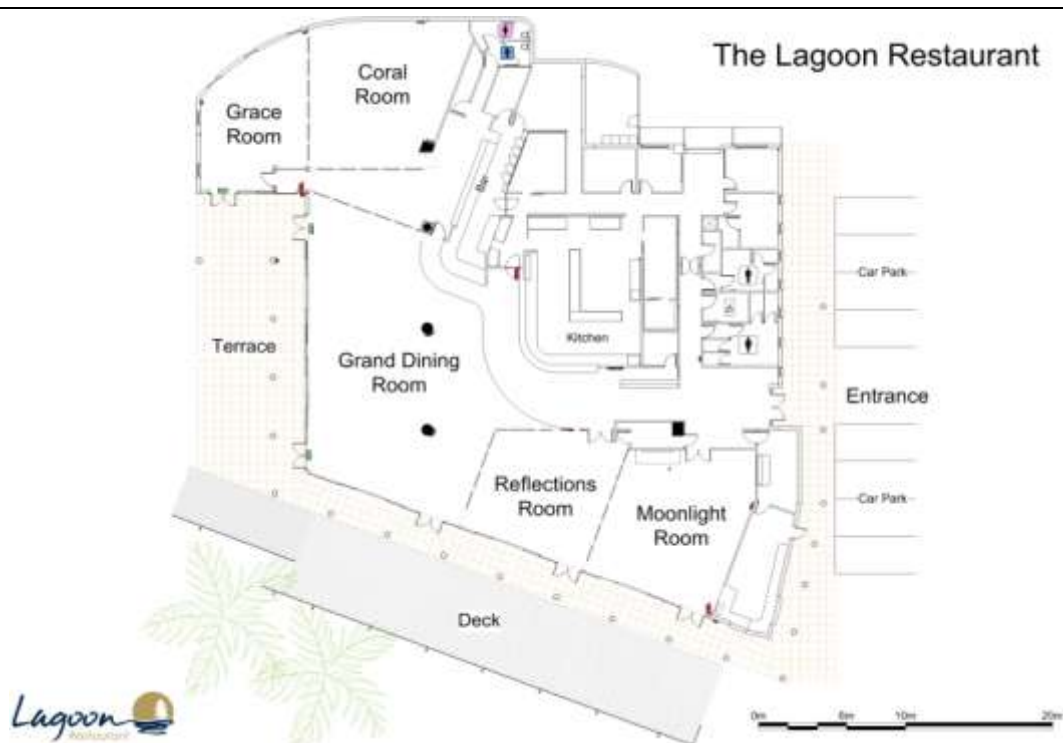 The Lagoon Restaurant
Coral
Room
Grace
Room
Bar
Car Park
Kitchen
Terrace
Grand Dining
Room
Entrance
Reflections
Room
Car Park
Moonlight
Room
Deck
Lagoon
Restaurant
0m
10m
20m